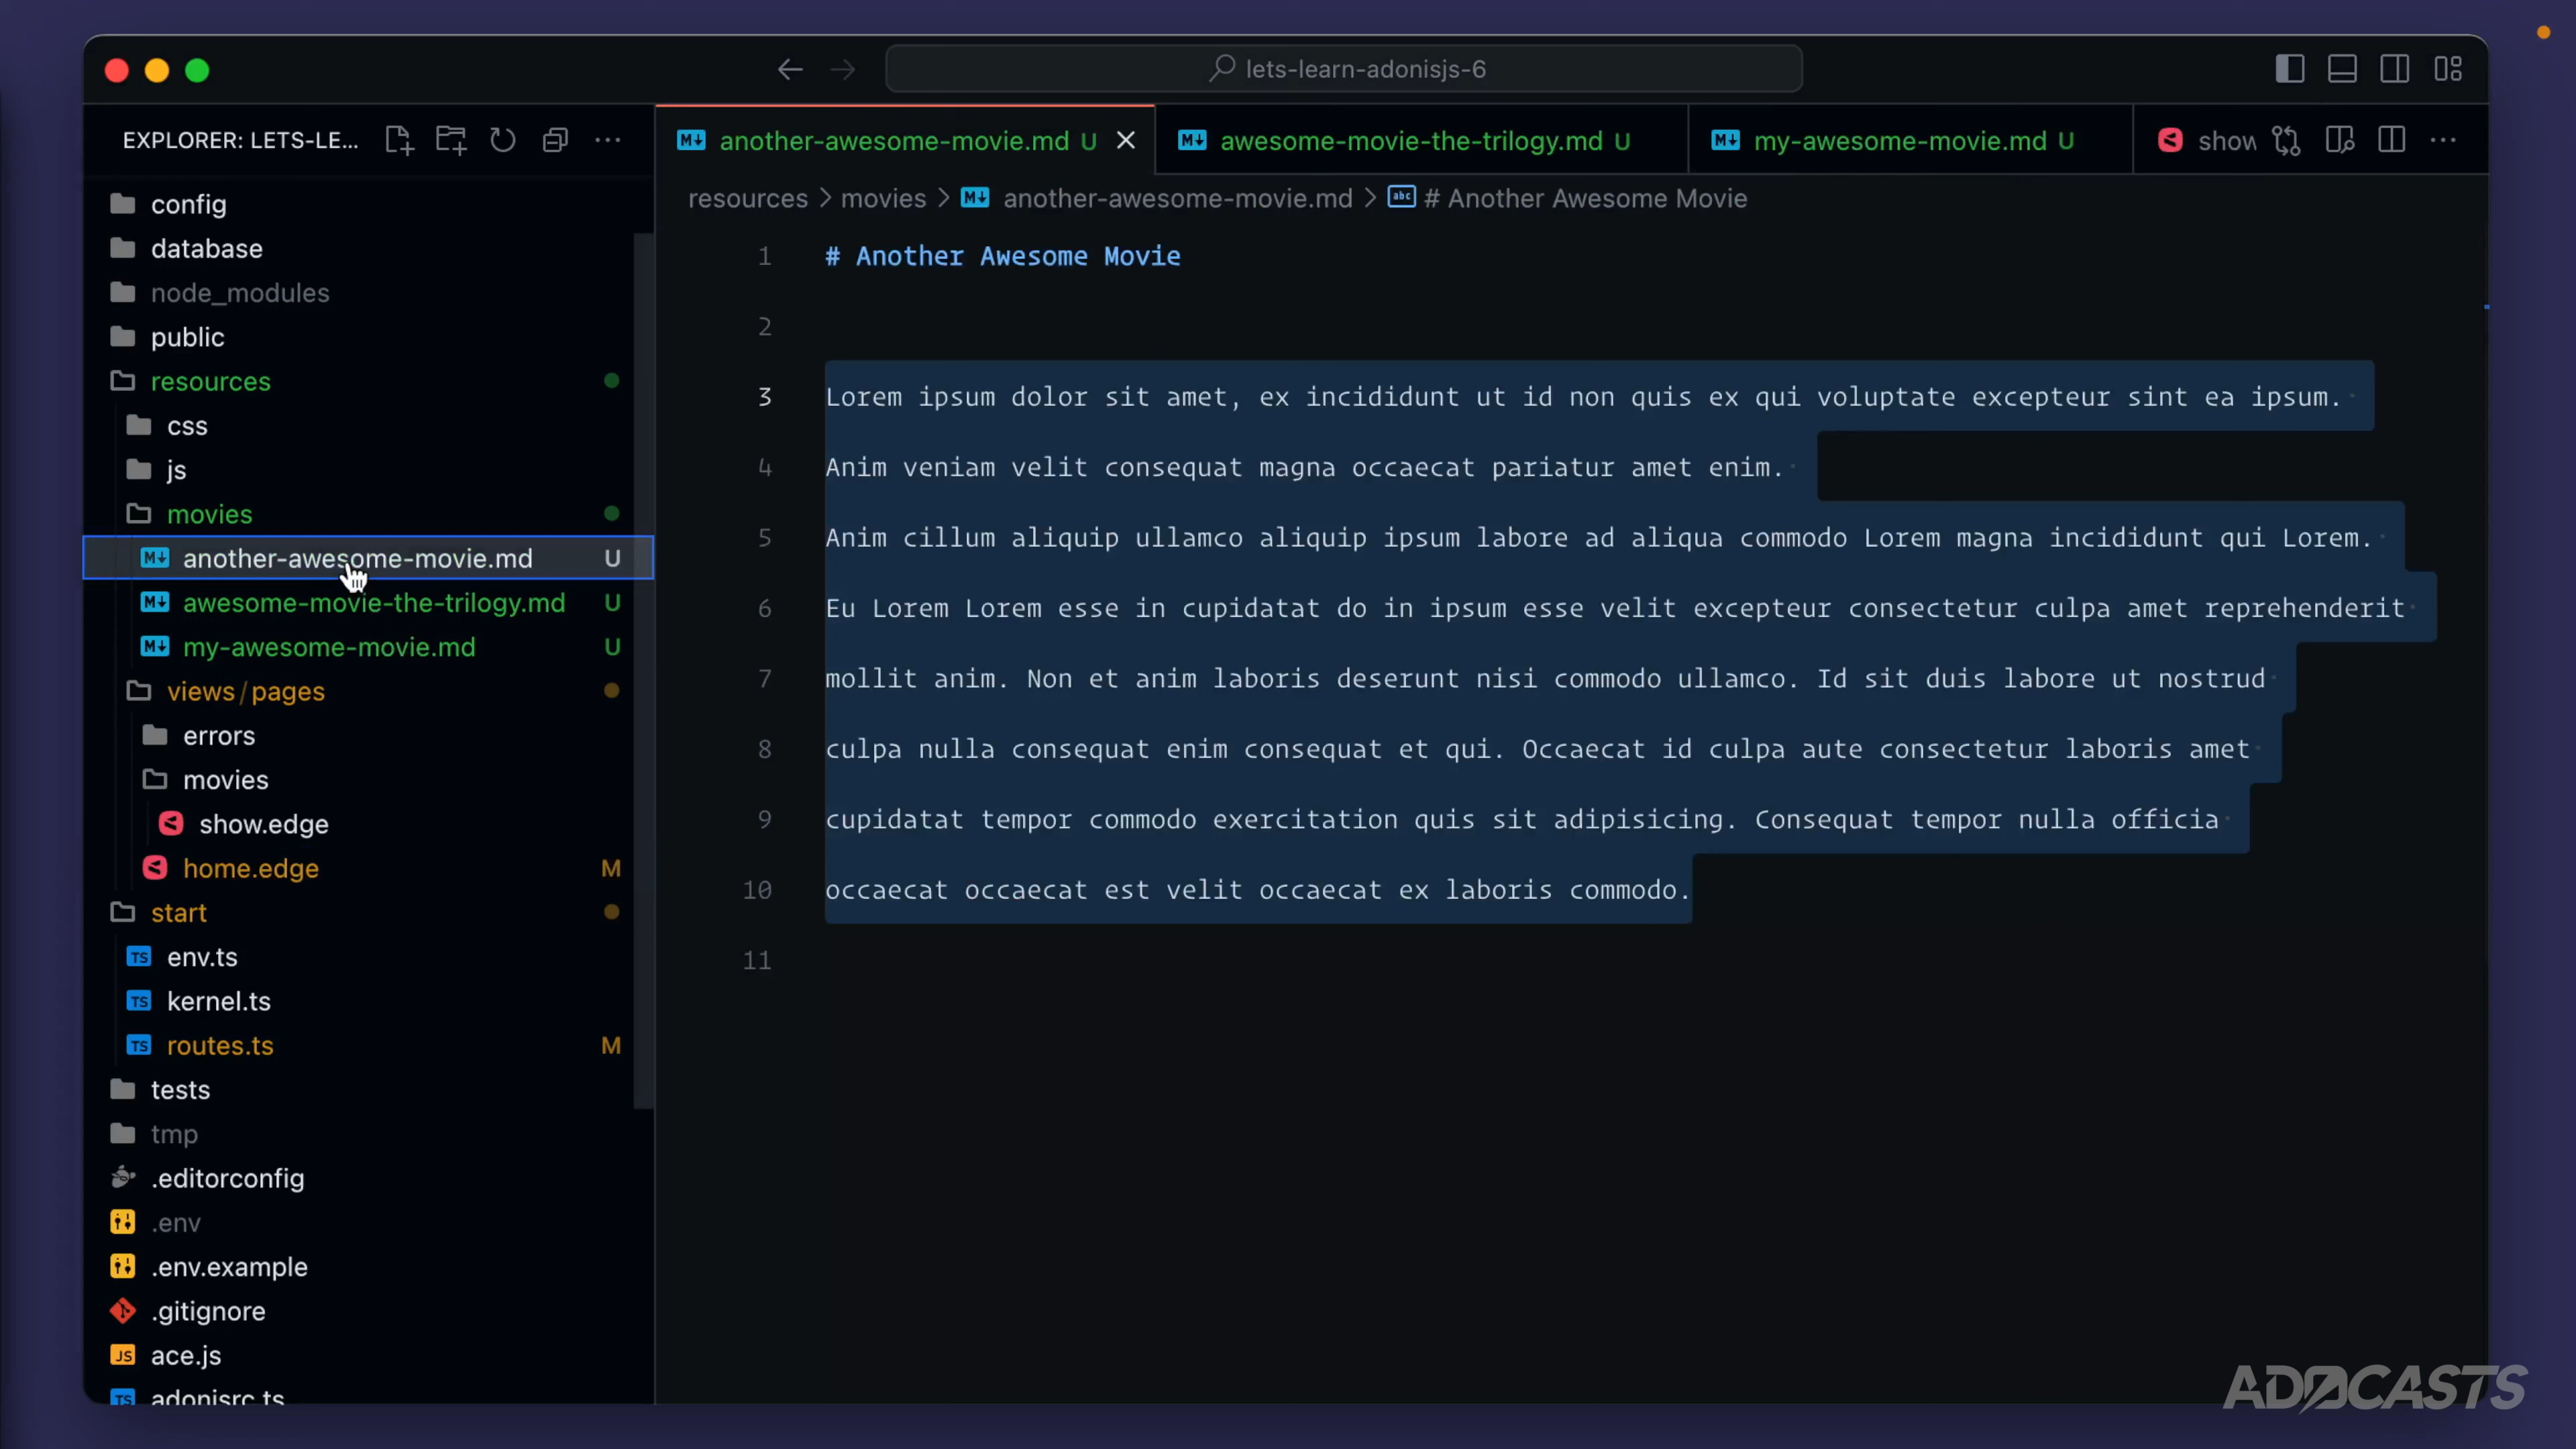 lets-learn-adonisjs-6
EXPLORER: LETS-LE...
another-awesome-movie.md U
awesome-movie-the-trilogy.md U
my-awesome-movie.md U
show
resources > movies > another-awesome-movie.md > # Another Awesome Movie
config
database
node_modules
public
resources
css
js
movies
another-awesome-movie.md U
awesome-movie-the-trilogy.md U
my-awesome-movie.md U
views/pages
errors
movies
show.edge
home.edge M
start
env.ts
kernel.ts
routes.ts M
tests
tmp
.editorconfig
.env
.env.example
.gitignore
ace.js
adonisrc.ts
1 # Another Awesome Movie
2
3 Lorem ipsum dolor sit amet, ex incididunt ut id non quis ex qui voluptate excepteur sint ea ipsum.
4 Anim veniam velit consequat magna occaecat pariatur amet enim.
5 Anim cillum aliquip ullamco aliquip ipsum labore ad aliqua commodo Lorem magna incididunt qui Lorem.
6 Eu Lorem Lorem esse in cupidatat do in ipsum esse velit excepteur consectetur culpa amet reprehenderit
7 mollit anim. Non et anim laboris deserunt nisi commodo ullamco. Id sit duis labore ut nostrud
8 culpa nulla consequat enim consequat et qui. Occaecat id culpa aute consectetur laboris amet
9 cupidatat tempor commodo exercitation quis sit adipisicing. Consequat tempor nulla officia
10 occaecat occaecat est velit occaecat ex laboris commodo.
11
ADOCASTS